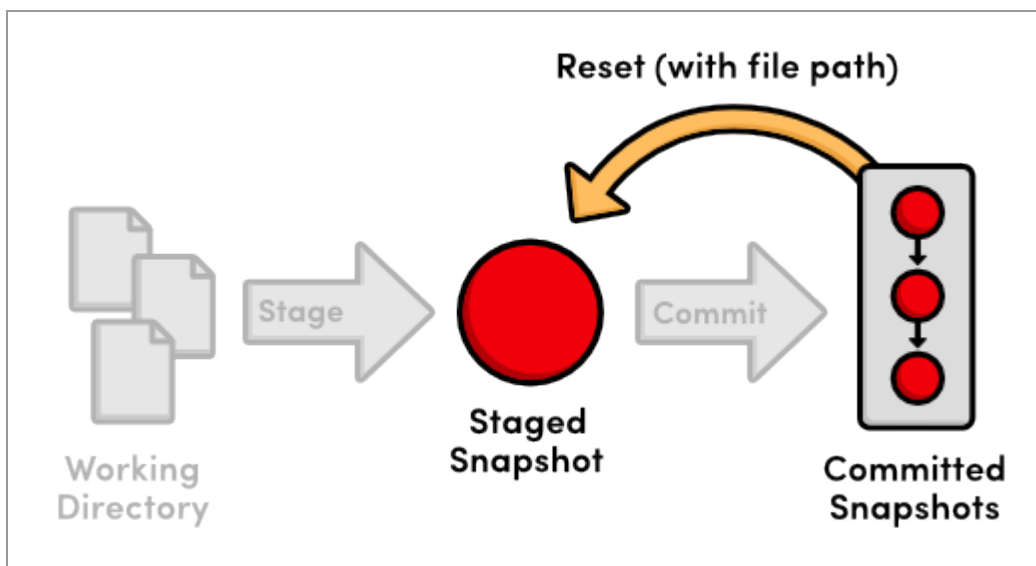 Reset (with file path)
Stage
Commit
Staged
Snapshot
Working
Directory
Committed
Snapshots